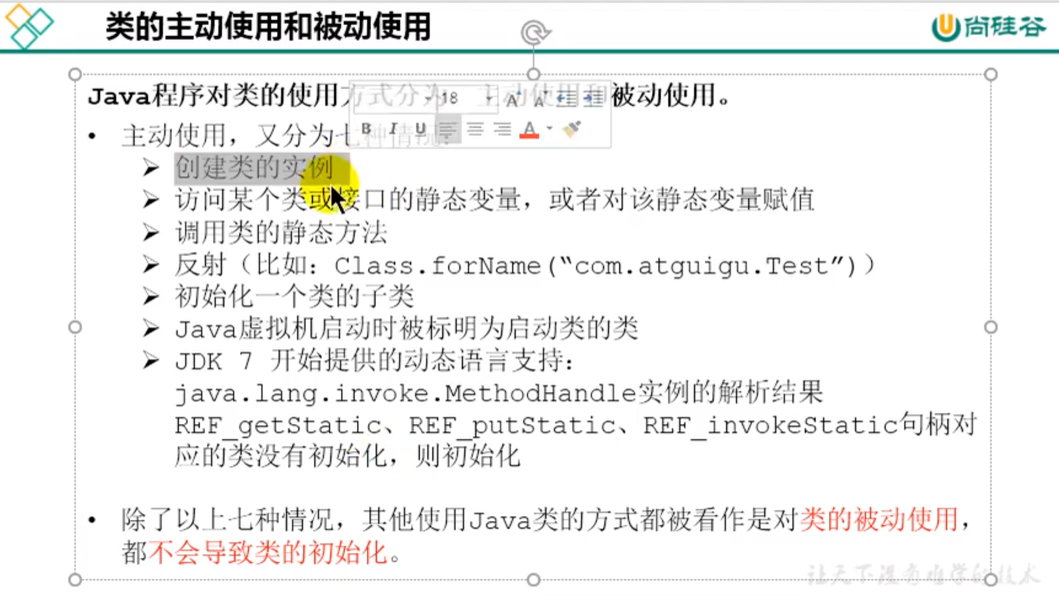 类的主动使用和被动使用
尚硅谷
Java程序对类的使用方式分为：主动使用和被动使用。
18
B I U A
• 主动使用，又分为七种情况：
➢ 创建类的实例
➢ 访问某个类或接口的静态变量，或者对该静态变量赋值
➢ 调用类的静态方法
➢ 反射（比如：Class.forName(“com.atguigu.Test”)）
➢ 初始化一个类的子类
➢ Java虚拟机启动时被标明为启动类的类
➢ JDK 7 开始提供的动态语言支持：
java.lang.invoke.MethodHandle实例的解析结果
REF_getStatic、REF_putStatic、REF_invokeStatic句柄对
应的类没有初始化，则初始化
• 除了以上七种情况，其他使用Java类的方式都被看作是对类的被动使用，
都不会导致类的初始化。
让天下没有难学的技术